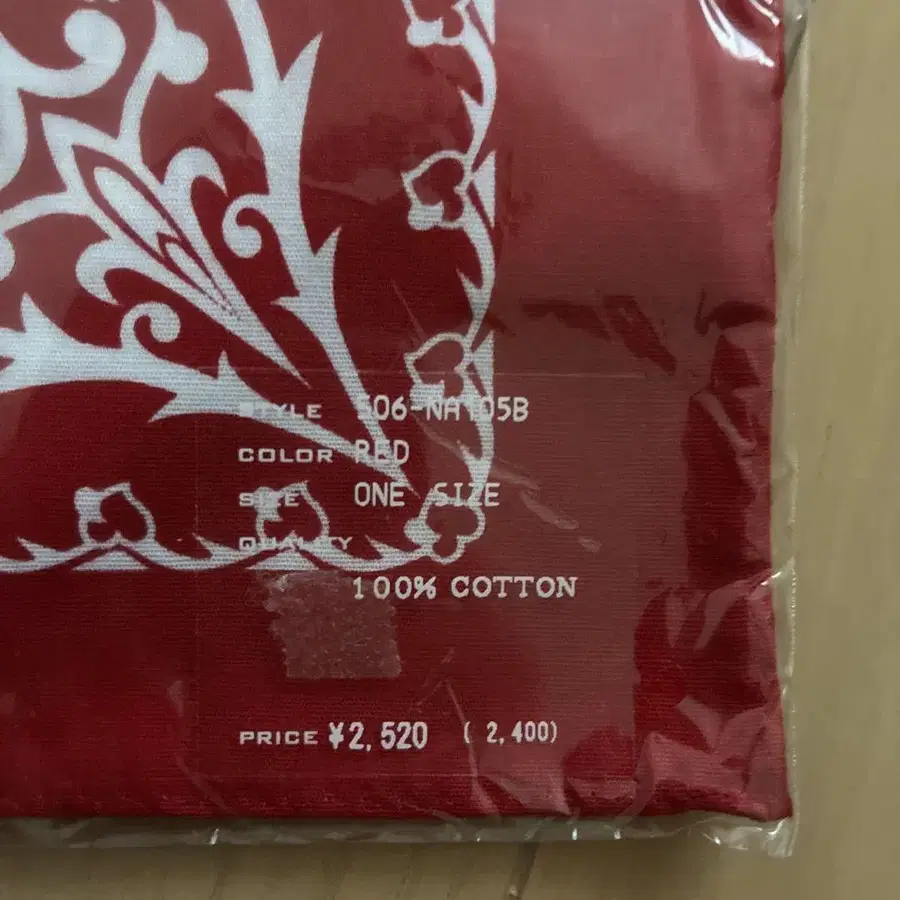 STYLE 506-NA105B
COLOR RED
SIZE ONE SIZE
QUALITY
100% COTTON
PRICE ¥2,520 ( 2,400)